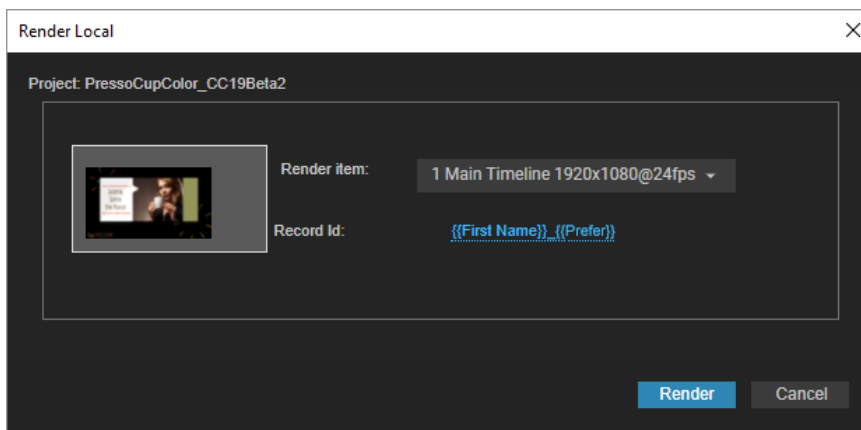 Render Local
Project: PressoCupColor_CC19Beta2
Render item:
1 Main Timeline 1920x1080@24fps
Record Id:
{{First Name}}_{{Prefer}}
Render
Cancel